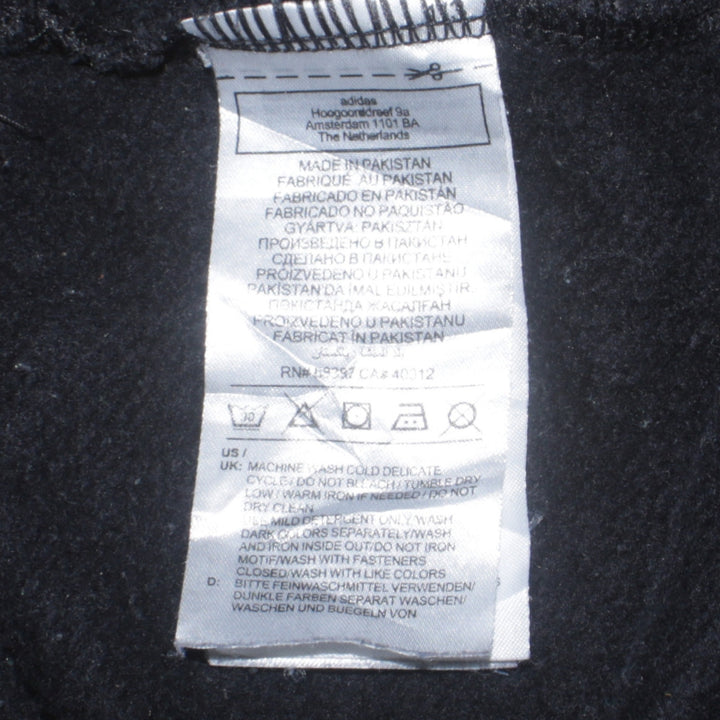 adidas
Hoogoorddreef 9a
Amsterdam 1101 BA
The Netherlands
MADE IN PAKISTAN
FABRIQUÉ AU PAKISTAN
FABRICADO EN PAKISTÁN
FABRICADO NO PAQUISTÃO
GYÁRTVA: PAKISZTÁN
ПРОИЗВЕДЕНО В ПАКИСТАН
СДЕЛАНО В ПАКИСТАНЕ
PROIZVEDENO U PAKISTANU
PAKİSTAN'DA İMAL EDİLMİŞTİR.
ПӘКІСТАНДА ЖАСАЛҒАН
PROIZVEDENO U PAKISTANU
FABRICAT ÎN PAKISTAN
RN# CA# 40312
30
US /
UK: MACHINE WASH COLD DELICATE
CYCLE / DO NOT BLEACH / TUMBLE DRY
LOW / WARM IRON IF NEEDED / DO NOT
DRY CLEAN
USE MILD DETERGENT ONLY/WASH
DARK COLORS SEPARATELY/WASH
AND IRON INSIDE OUT/DO NOT IRON
MOTIF/WASH WITH FASTENERS
CLOSED/WASH WITH LIKE COLORS
D: BITTE FEINWASCHMITTEL VERWENDEN/
DUNKLE FARBEN SEPARAT WASCHEN/
WASCHEN UND BUEGELN VON